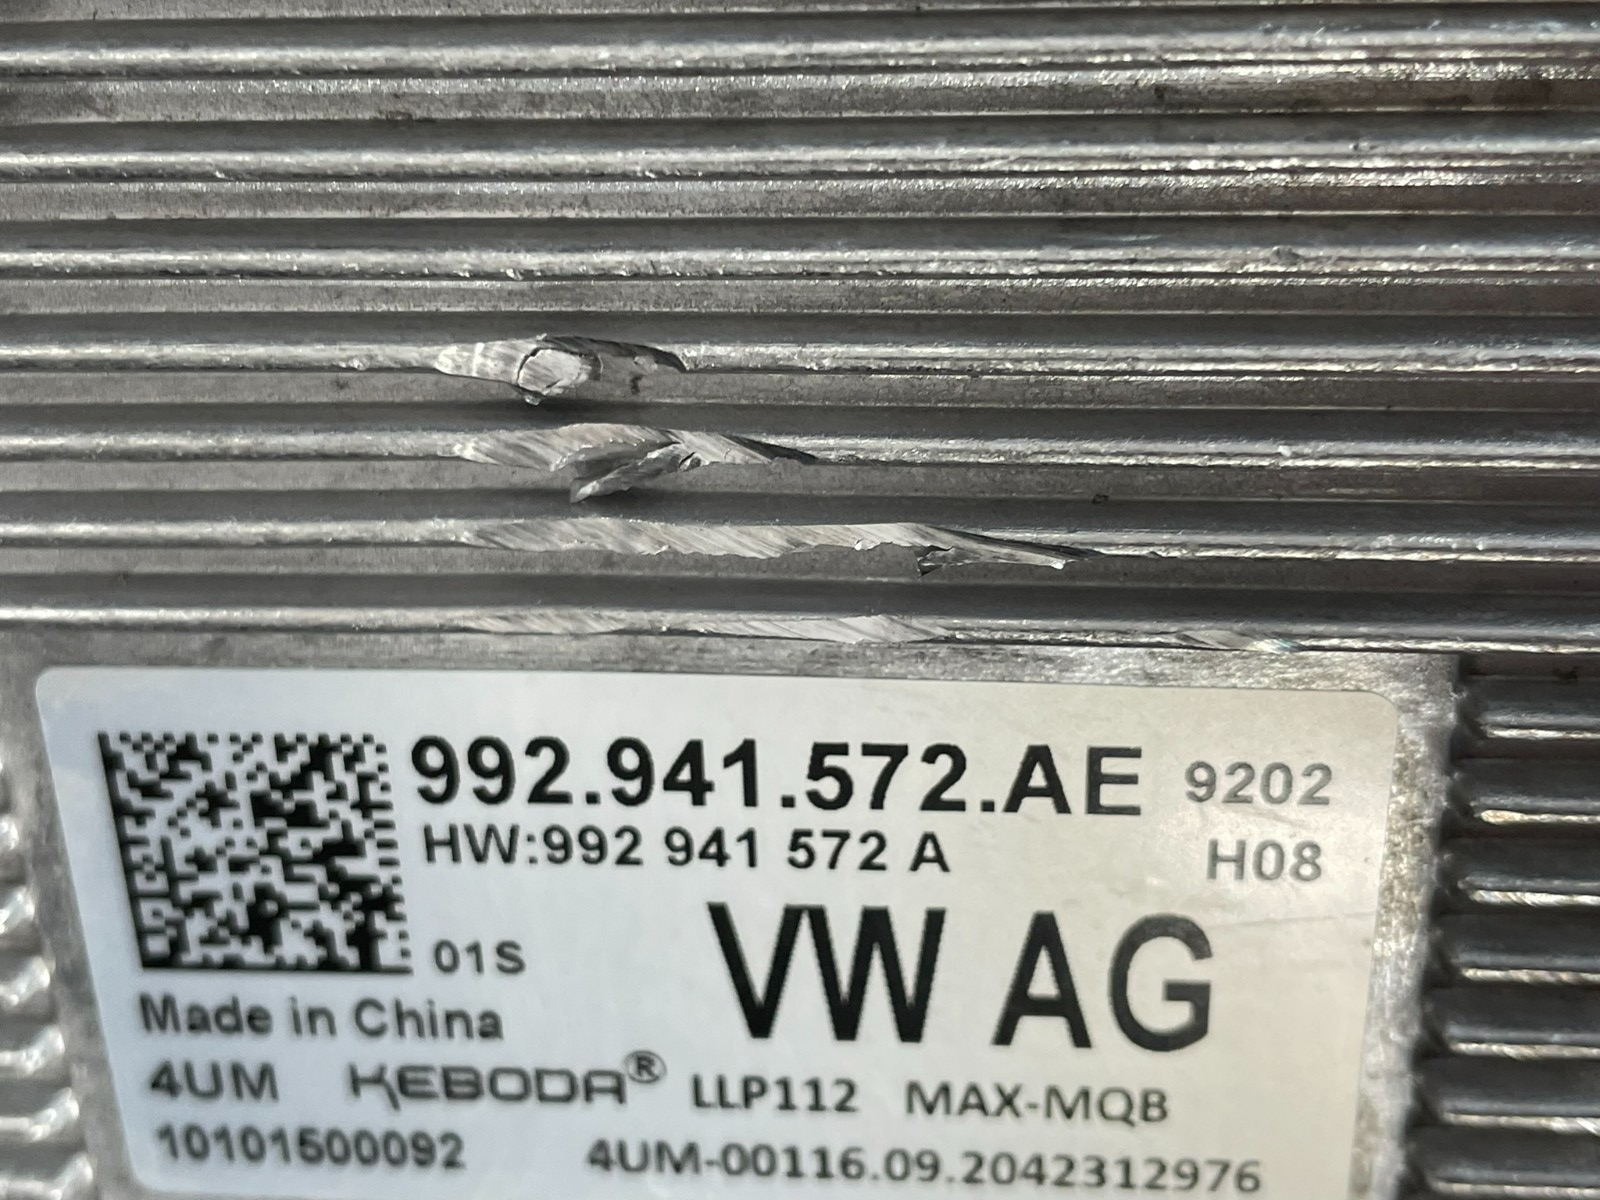 992.941.572.AE 9202
HW:992 941 572 A H08
01S VW AG
Made in China
4UM KEBODA® LLP112 MAX-MQB
10101500092 4UM-00116.09.2042312976